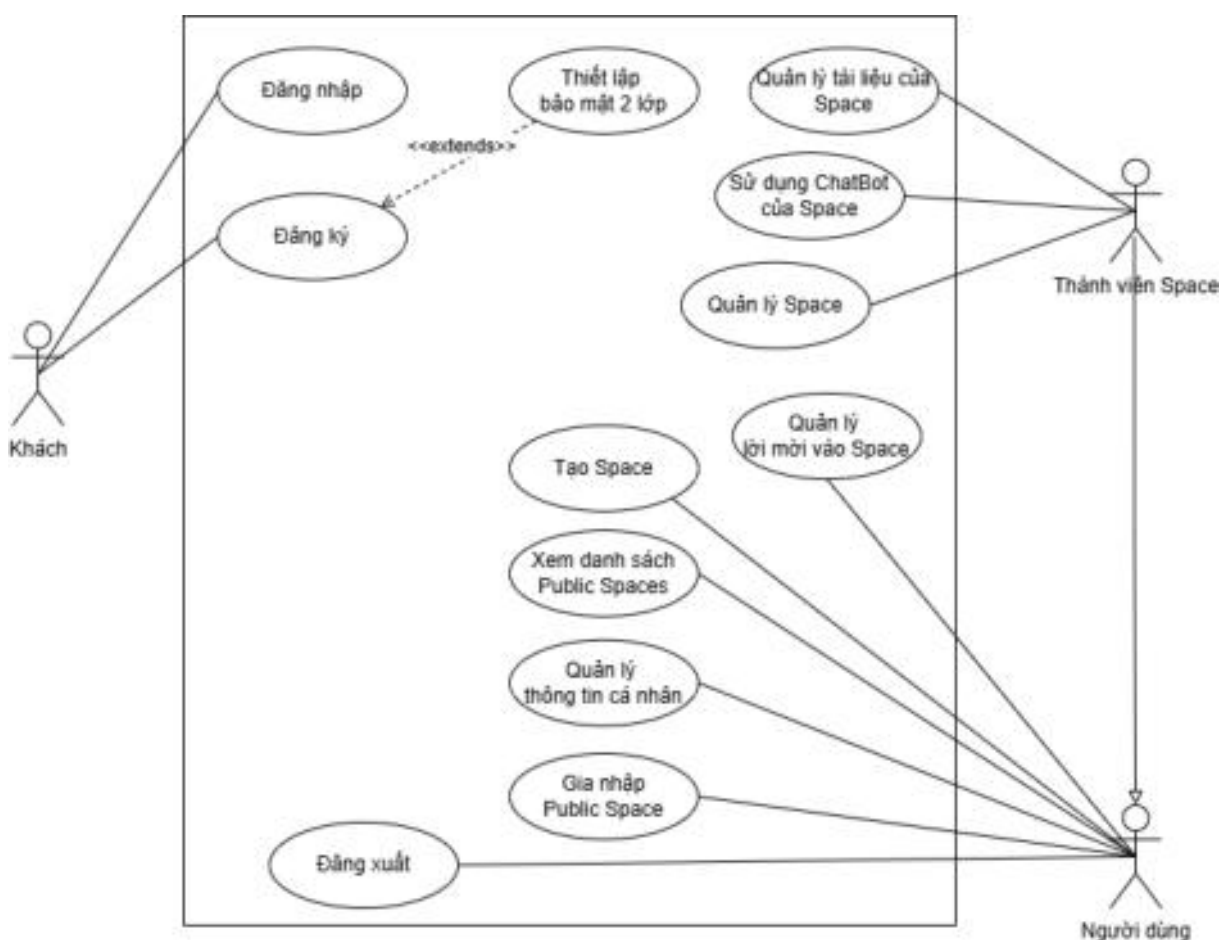 Đăng nhập
Thiết lập
bảo mật 2 lớp
Quản lý tài liệu của
Space
<<extends>>
Sử dụng ChatBot
của Space
Đăng ký
Thành viên Space
Quản lý Space
Khách
Quản lý
lời mời vào Space
Tạo Space
Xem danh sách
Public Spaces
Quản lý
thông tin cá nhân
Gia nhập
Public Space
Đăng xuất
Người dùng